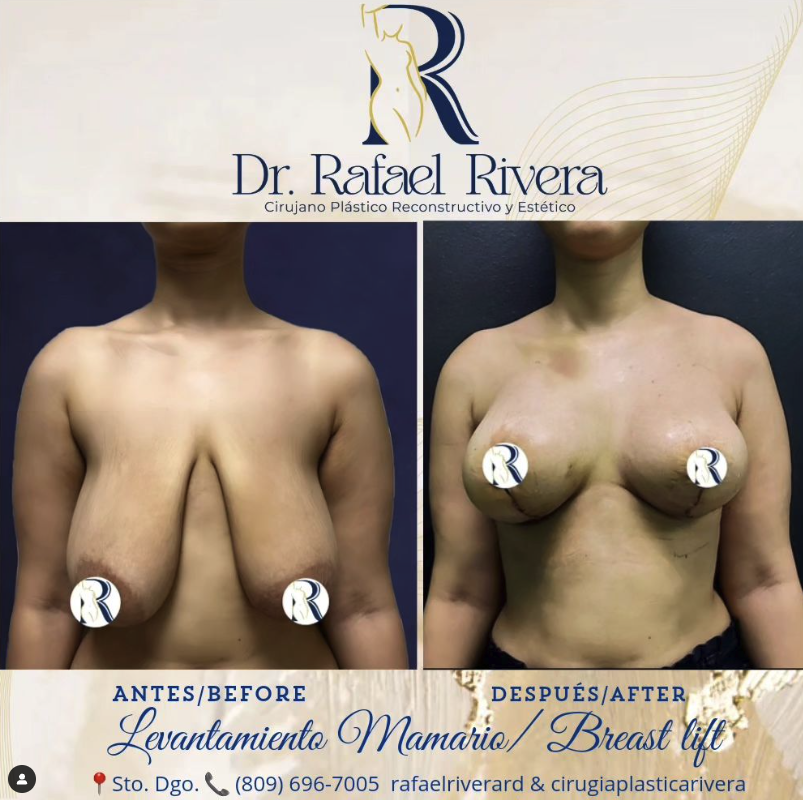 R
Dr. Rafael Rivera
Cirujano Plástico Reconstructivo y Estético
R R R R
ANTES/BEFORE DESPUÉS/AFTER
Levantamiento Mamario/ Breast lift
Sto. Dgo. (809) 696-7005 rafaelriverard & cirugiaplasticarivera